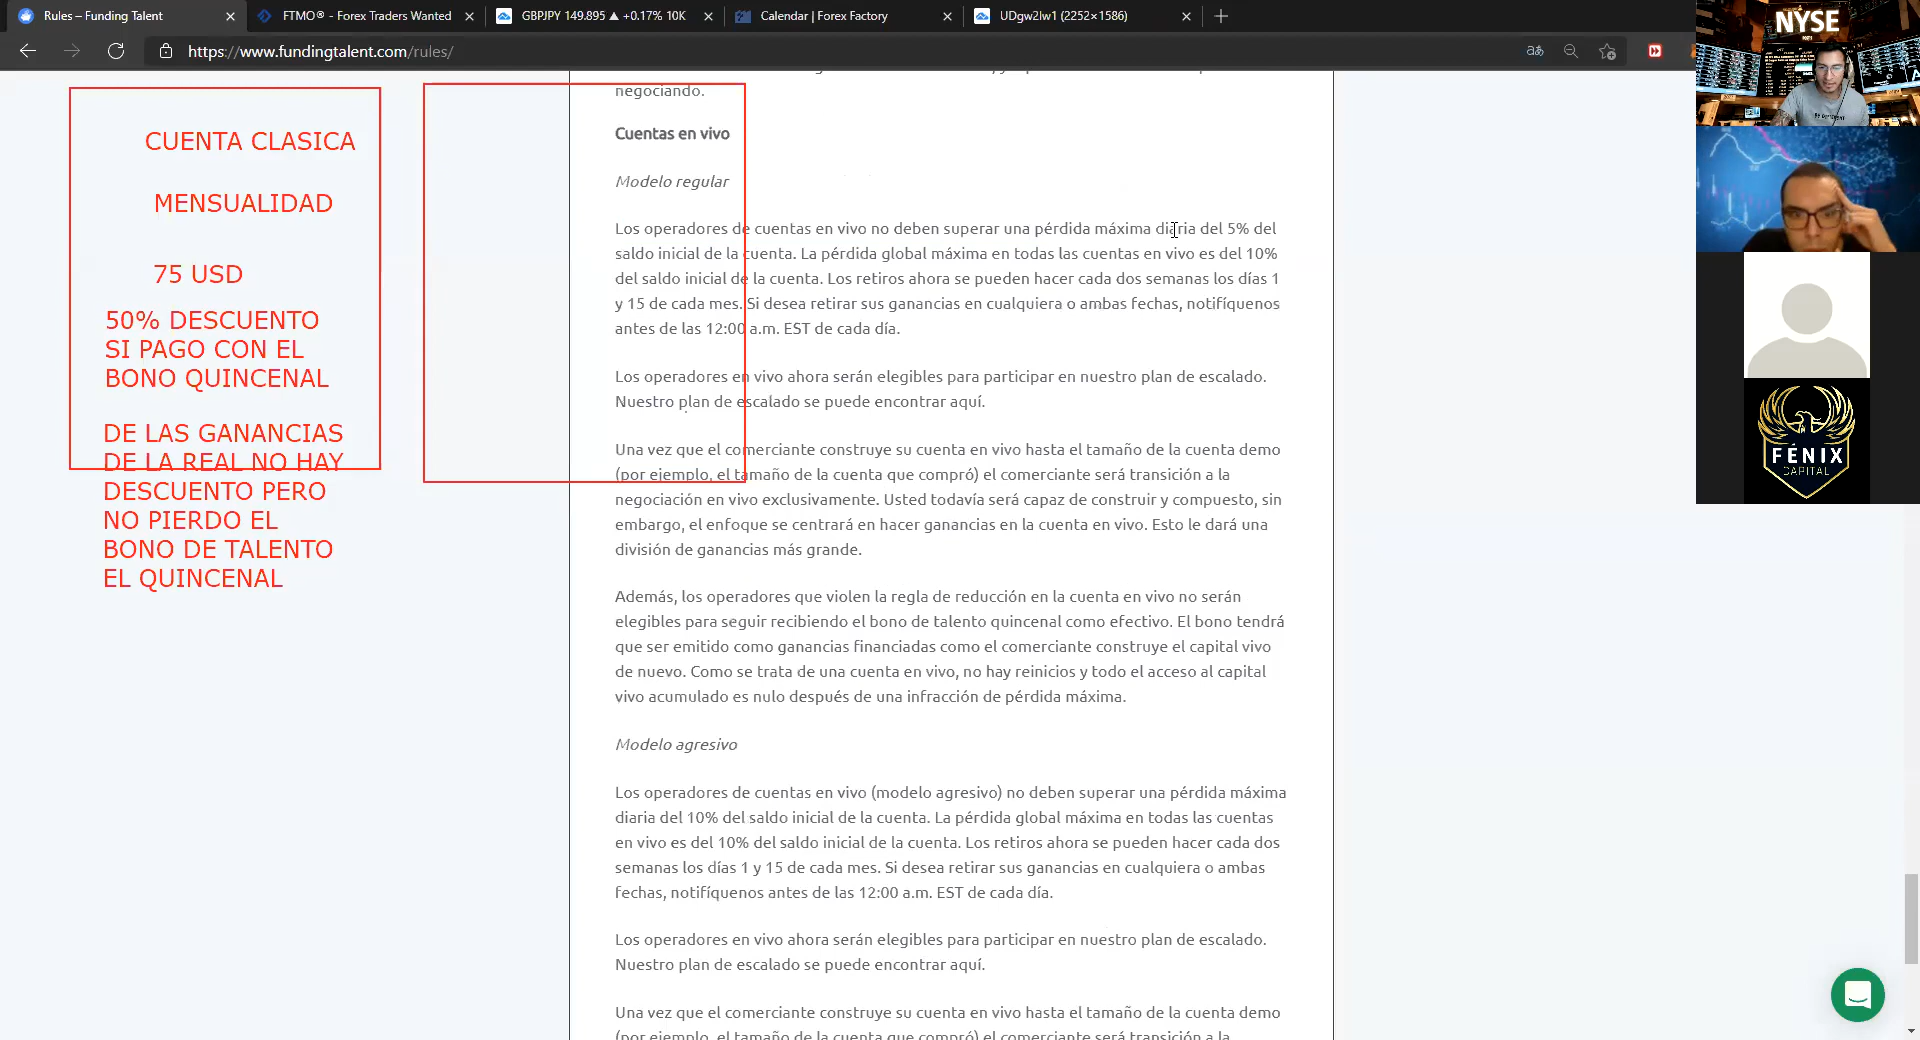 Rules – Funding Talent
FTMO® - Forex Traders Wanted
GBPJPY 149.895 ▲ +0.17% 10K
Calendar | Forex Factory
UDgw2lw1 (2252×1586)
https://www.fundingtalent.com/rules/
CUENTA CLASICA
MENSUALIDAD
75 USD
50% DESCUENTO
SI PAGO CON EL
BONO QUINCENAL
DE LAS GANANCIAS
DE LA REAL NO HAY
DESCUENTO PERO
NO PIERDO EL
BONO DE TALENTO
EL QUINCENAL
negociando.
Cuentas en vivo
Modelo regular
Los operadores de cuentas en vivo no deben superar una pérdida máxima diaria del 5% del
saldo inicial de la cuenta. La pérdida global máxima en todas las cuentas en vivo es del 10%
del saldo inicial de la cuenta. Los retiros ahora se pueden hacer cada dos semanas los días 1
y 15 de cada mes. Si desea retirar sus ganancias en cualquiera o ambas fechas, notifíquenos
antes de las 12:00 a.m. EST de cada día.
Los operadores en vivo ahora serán elegibles para participar en nuestro plan de escalado.
Nuestro plan de escalado se puede encontrar aquí.
Una vez que el comerciante construye su cuenta en vivo hasta el tamaño de la cuenta demo
(por ejemplo, el tamaño de la cuenta que compró) el comerciante será transición a la
negociación en vivo exclusivamente. Usted todavía será capaz de construir y compuesto, sin
embargo, el enfoque se centrará en hacer ganancias en la cuenta en vivo. Esto le dará una
división de ganancias más grande.
Además, los operadores que violen la regla de reducción en la cuenta en vivo no serán
elegibles para seguir recibiendo el bono de talento quincenal como efectivo. El bono tendrá
que ser emitido como ganancias financiadas como el comerciante construye el capital vivo
de nuevo. Como se trata de una cuenta en vivo, no hay reinicios y todo el acceso al capital
vivo acumulado es nulo después de una infracción de pérdida máxima.
Modelo agresivo
Los operadores de cuentas en vivo (modelo agresivo) no deben superar una pérdida máxima
diaria del 10% del saldo inicial de la cuenta. La pérdida global máxima en todas las cuentas
en vivo es del 10% del saldo inicial de la cuenta. Los retiros ahora se pueden hacer cada dos
semanas los días 1 y 15 de cada mes. Si desea retirar sus ganancias en cualquiera o ambas
fechas, notifíquenos antes de las 12:00 a.m. EST de cada día.
Los operadores en vivo ahora serán elegibles para participar en nuestro plan de escalado.
Nuestro plan de escalado se puede encontrar aquí.
Una vez que el comerciante construye su cuenta en vivo hasta el tamaño de la cuenta demo
(por ejemplo, el tamaño de la cuenta que compró) el comerciante será transición a la
NYSE
FÉNIX
CAPITAL